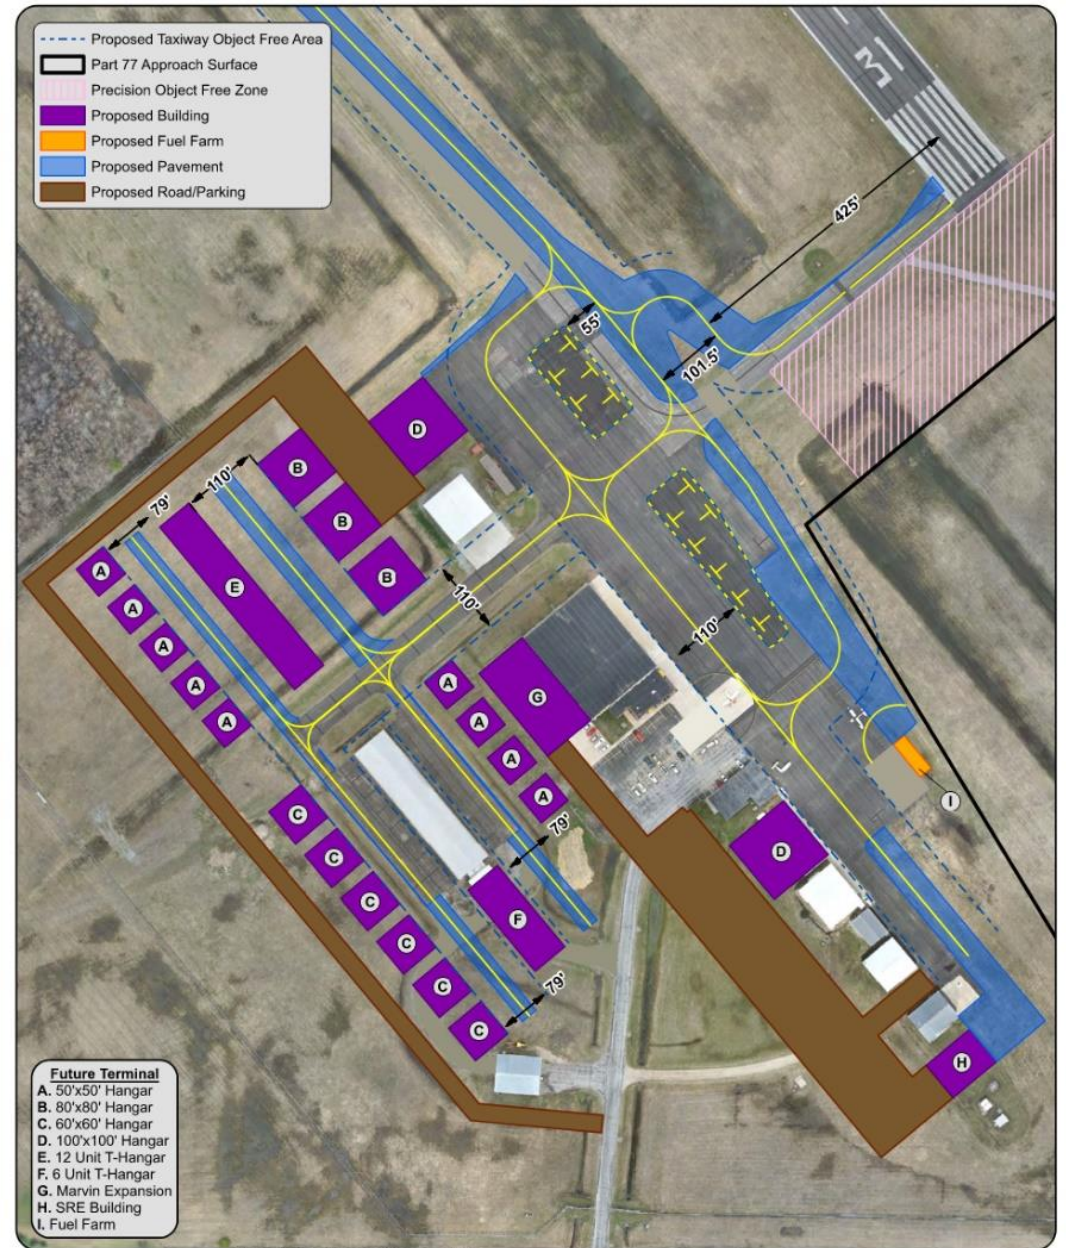 Proposed Taxiway Object Free Area
Part 77 Approach Surface
Precision Object Free Zone
Proposed Building
Proposed Fuel Farm
Proposed Pavement
Proposed Road/Parking
31
425'
55'
101.5'
D
B
110'
79'
B
A
E
B
A
110'
A
110'
A
A
G
A
A
A
A
C
I
79'
C
D
C
F
C
C
79'
C
H
Future Terminal
A. 50'x50' Hangar
B. 80'x80' Hangar
C. 60'x60' Hangar
D. 100'x100' Hangar
E. 12 Unit T-Hangar
F. 6 Unit T-Hangar
G. Marvin Expansion
H. SRE Building
I. Fuel Farm